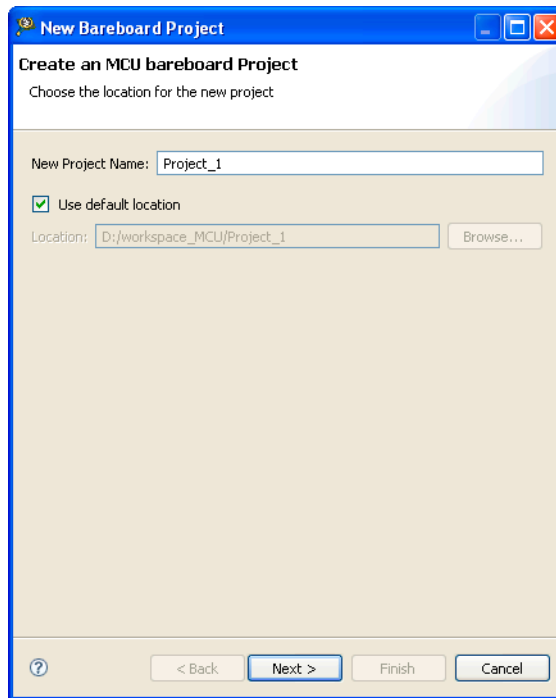 New Bareboard Project
Create an MCU bareboard Project
Choose the location for the new project
New Project Name: Project_1
Use default location
Location: D:/workspace_MCU/Project_1 Browse...
? < Back Next > Finish Cancel